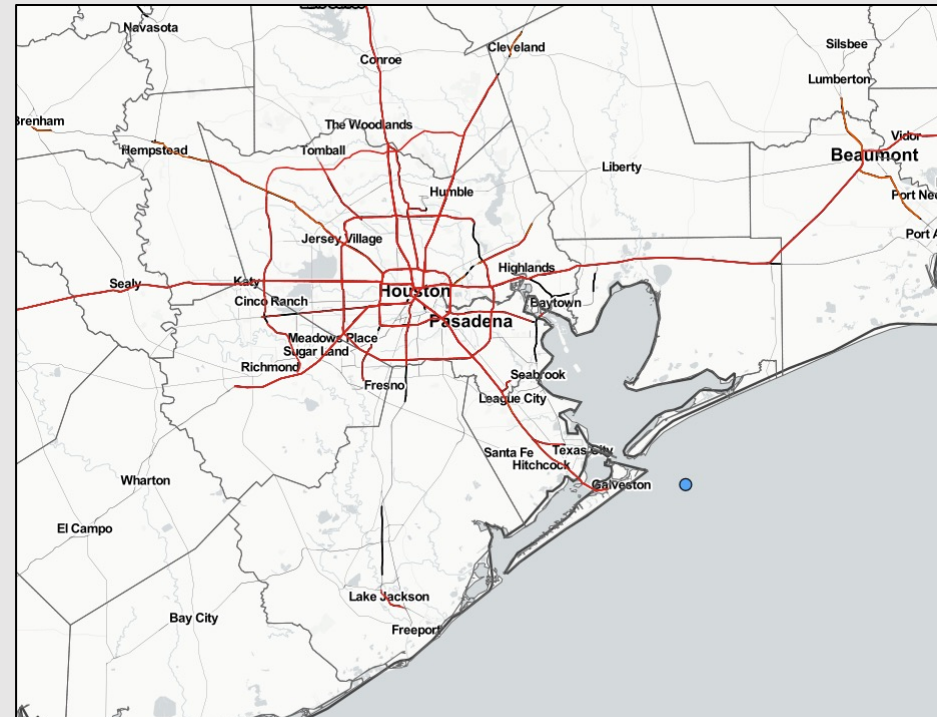 Navasota
Cleveland
Silsbee
Conroe
Lumberton
Brenham
The Woodlands
Vidor
Hempstead
Tomball
Beaumont
Liberty
Humble
Port
Port
Jersey Village
Highlands
Sealy
Katy
Houston
Cinco Ranch
Baytown
Pasadena
Meadows Place
Sugar Land
Richmond
Seabrook
Fresno
League City
Santa Fe
Texas City
Hitchcock
Wharton
Galveston
El Campo
Lake Jackson
Bay City
Freeport